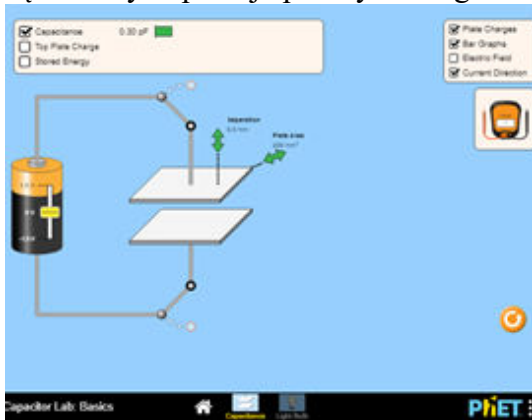 Capacitance 0.30 pF
Top Plate Charge
Stored Energy
Plate Charges
Bar Graphs
Electric Field
Current Direction
Separation
Plate Area
Capacitor Lab: Basics
Capacitance
Light Bulb
PhET